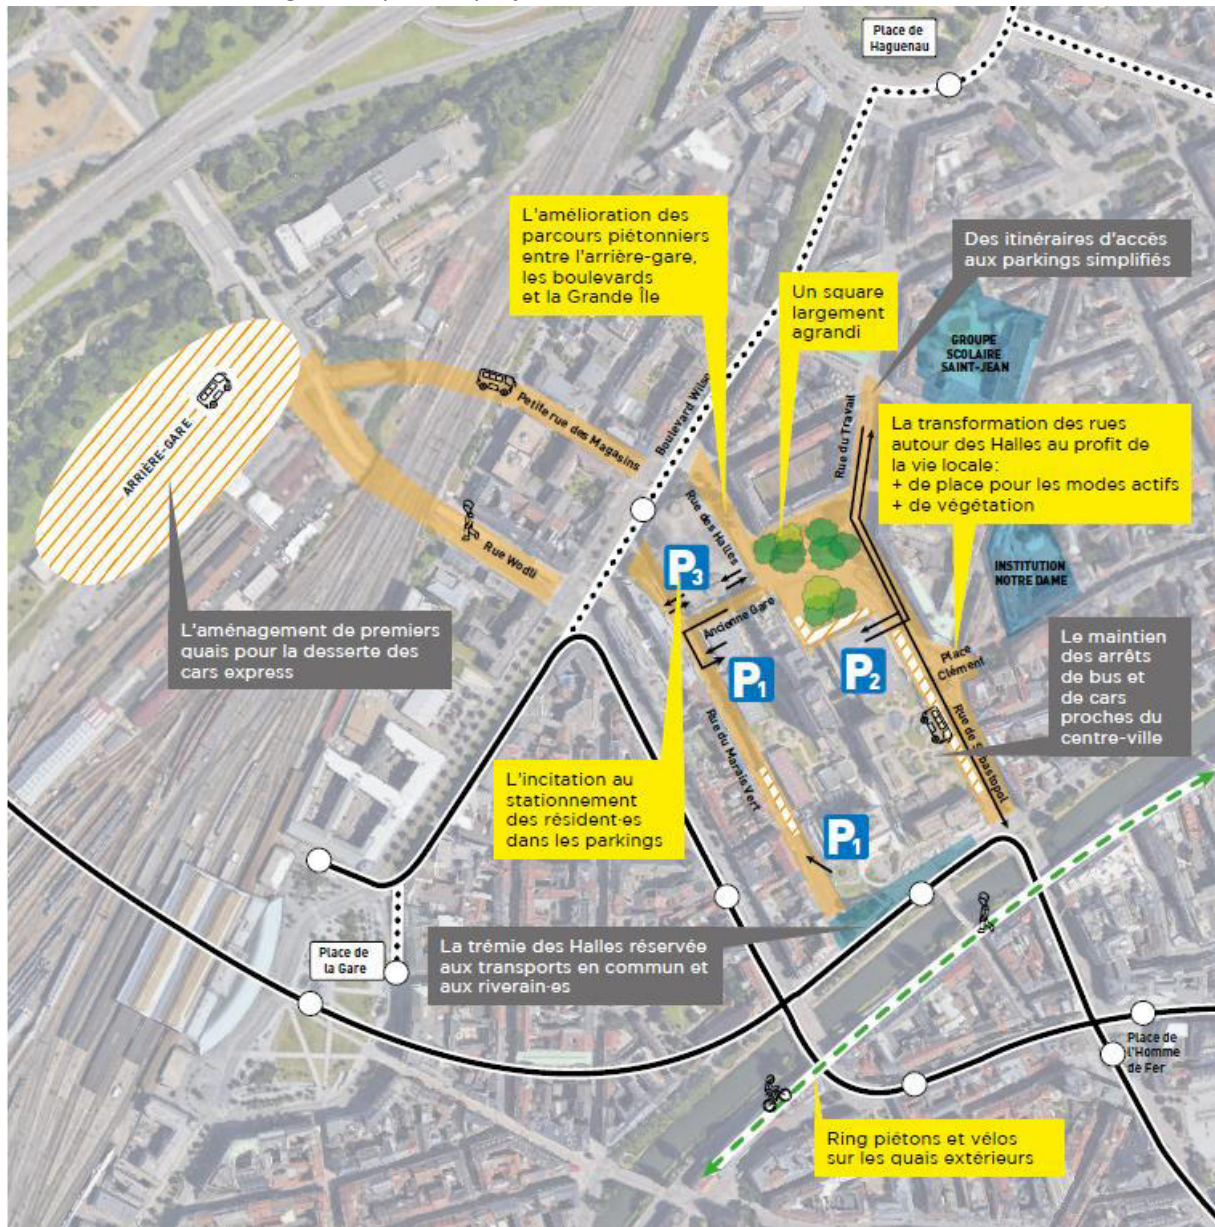 Place de
Haguenau
L'amélioration des
parcours piétonniers
entre l'arrière-gare,
les boulevards
et la Grande Île
Des itinéraires d'accès
aux parkings simplifiés
Un square
largement
agrandi
GROUPE
SCOLAIRE
SAINT-JEAN
ARRIÈRE-GARE
Petite rue des Magasins
Boulevard Wilson
Rue du Travail
La transformation des rues
autour des Halles au profit de
la vie locale:
+ de place pour les modes actifs
+ de végétation
Rue des Halles
Rue Wodli
P3
INSTITUTION
NOTRE DAME
Ancienne Gare
L'aménagement de premiers
quais pour la desserte des
cars express
Place
Clément
P1
P2
Le maintien
des arrêts
de bus et
de cars
proches du
centre-ville
Rue du Marais Vert
Rue de Sébastopol
L'incitation au
stationnement
des résident·es
dans les parkings
P1
La trémie des Halles réservée
aux transports en commun et
aux riverain·es
Place de
la Gare
Place de
l'Homme
de Fer
Ring piétons et vélos
sur les quais extérieurs